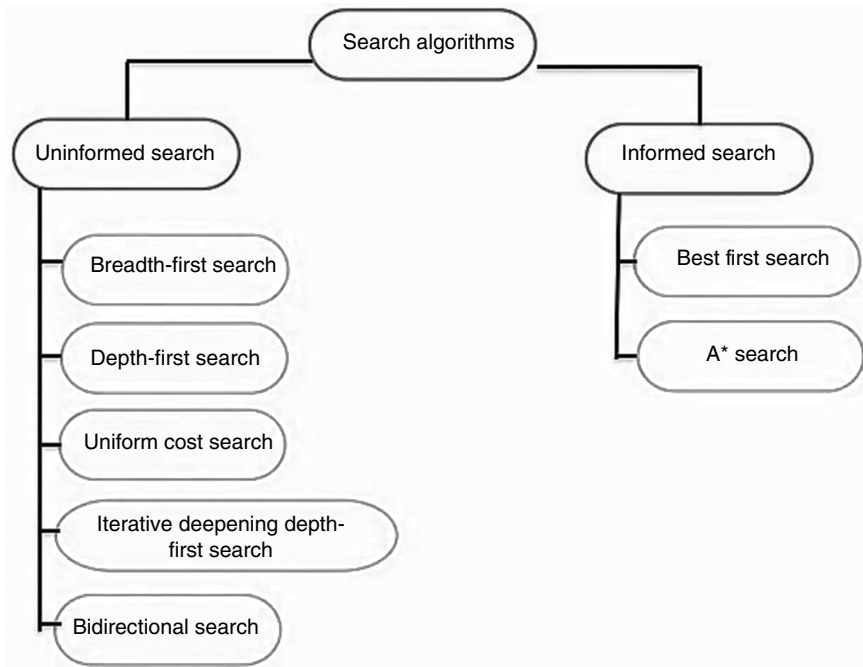 Search algorithms
Uninformed search
Informed search
Breadth-first search
Best first search
Depth-first search
A* search
Uniform cost search
Iterative deepening depth-
first search
Bidirectional search